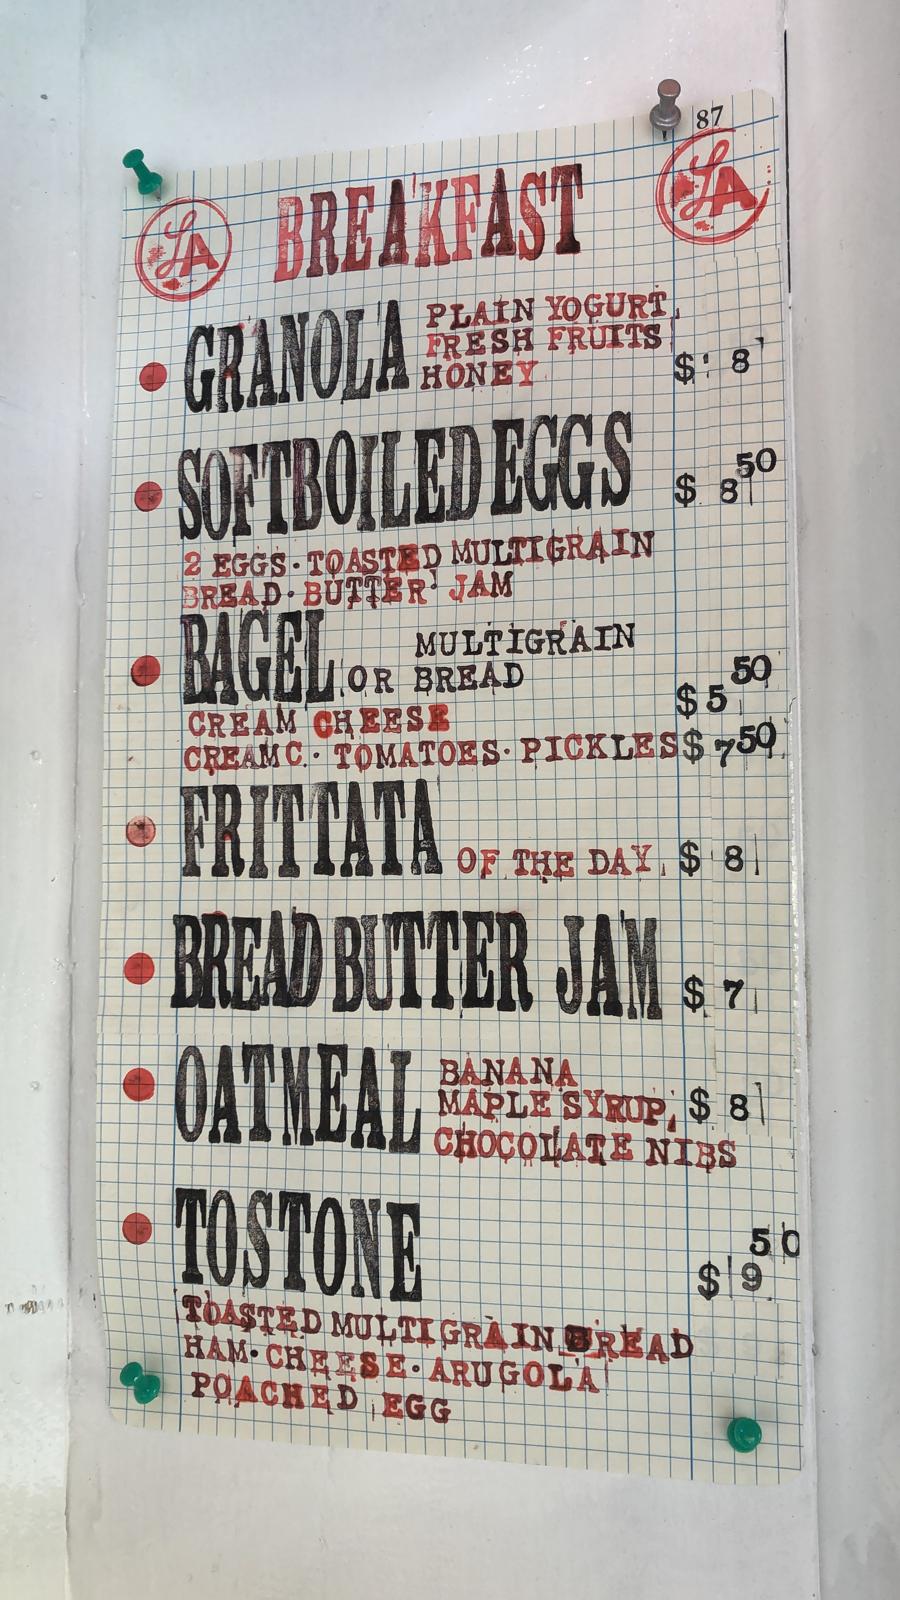 87
LA
BREAKFAST
LA
GRANOLA
PLAIN YOGURT
FRESH FRUITS
HONEY
$ 8
SOFTBOILED EGGS
$ 8 50
2 EGGS · TOASTED MULTIGRAIN
BREAD · BUTTER · JAM
BAGEL OR MULTIGRAIN
BREAD
CREAM CHEESE $ 5 50
CREAM C. · TOMATOES · PICKLES $ 7 50
FRITTATA OF THE DAY $ 8
BREAD BUTTER JAM $ 7
OATMEAL
BANANA
MAPLE SYRUP, $ 8
CHOCOLATE NIBS
TOSTONE
$ 9 50
TOASTED MULTIGRAIN BREAD
HAM · CHEESE · ARUGOLA
POACHED EGG